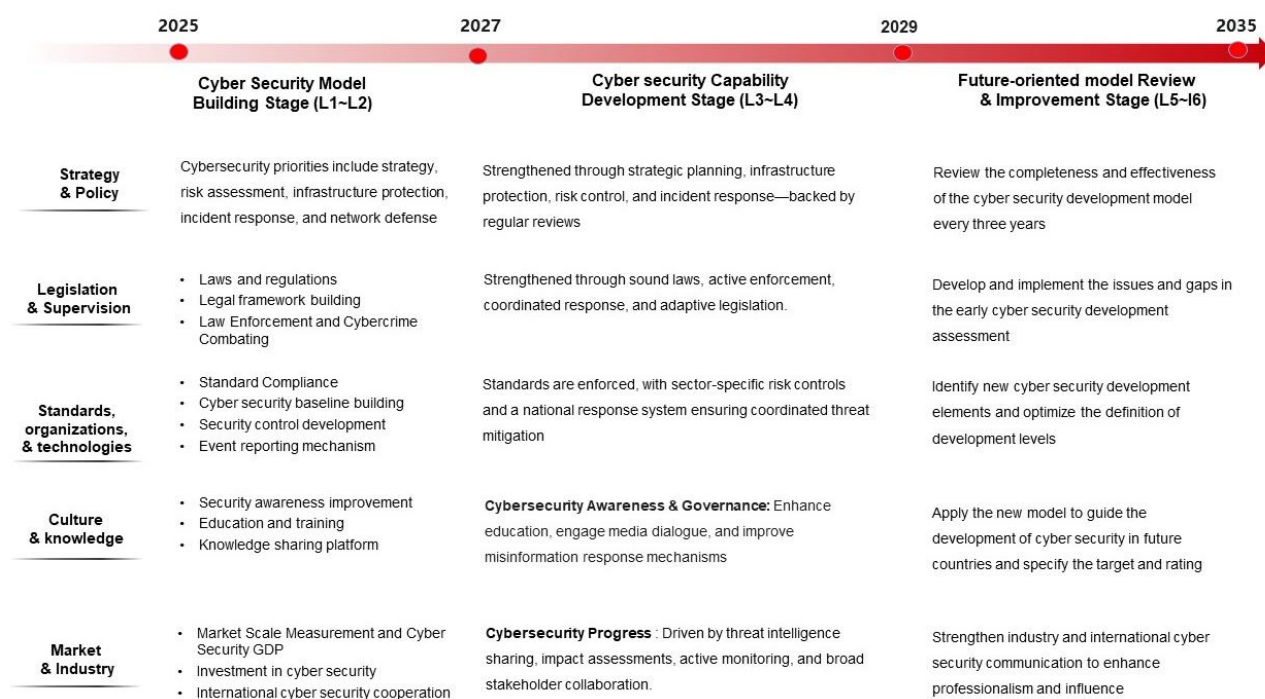 2025
2027
2029
2035
Cyber Security Model
Building Stage (L1~L2)
Cyber security Capability
Development Stage (L3~L4)
Future-oriented model Review
& Improvement Stage (L5~l6)
Strategy
& Policy
Cybersecurity priorities include strategy,
risk assessment, infrastructure protection,
incident response, and network defense
Strengthened through strategic planning, infrastructure
protection, risk control, and incident response—backed by
regular reviews
Review the completeness and effectiveness
of the cyber security development model
every three years
Legislation
& Supervision
• Laws and regulations
• Legal framework building
• Law Enforcement and Cybercrime
Combating
Strengthened through sound laws, active enforcement,
coordinated response, and adaptive legislation.
Develop and implement the issues and gaps in
the early cyber security development
assessment
Standards,
organizations,
& technologies
• Standard Compliance
• Cyber security baseline building
• Security control development
• Event reporting mechanism
Standards are enforced, with sector-specific risk controls
and a national response system ensuring coordinated threat
mitigation
Identify new cyber security development
elements and optimize the definition of
development levels
Culture
& knowledge
• Security awareness improvement
• Education and training
• Knowledge sharing platform
Cybersecurity Awareness & Governance: Enhance
education, engage media dialogue, and improve
misinformation response mechanisms
Apply the new model to guide the
development of cyber security in future
countries and specify the target and rating
Market
& Industry
• Market Scale Measurement and Cyber
Security GDP
• Investment in cyber security
• International cyber security cooperation
Cybersecurity Progress : Driven by threat intelligence
sharing, impact assessments, active monitoring, and broad
stakeholder collaboration.
Strengthen industry and international cyber
security communication to enhance
professionalism and influence